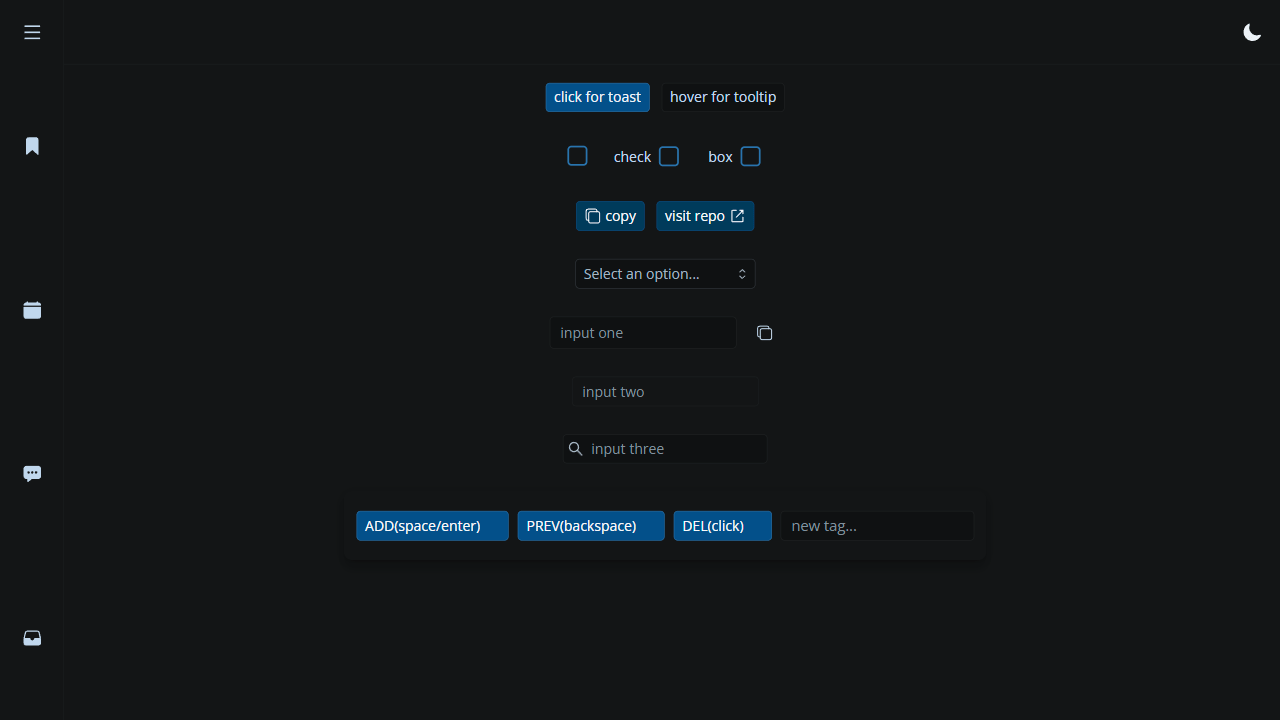 click for toast hover for tooltip
check box
copy visit repo
Select an option...
input one
input two
input three
ADD(space/enter) PREV(backspace) DEL(click) new tag...